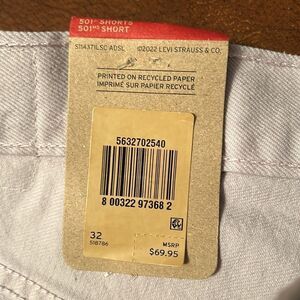 501® SHORTS
501MD SHORT
S11437ILSC ADSL ©2022 LEVI STRAUSS & CO.
PRINTED ON RECYCLED PAPER
IMPRIMÉ SUR PAPIER RECYCLÉ
5632702540
8 00322 97368 2
32
518786
MSRP
$69.95